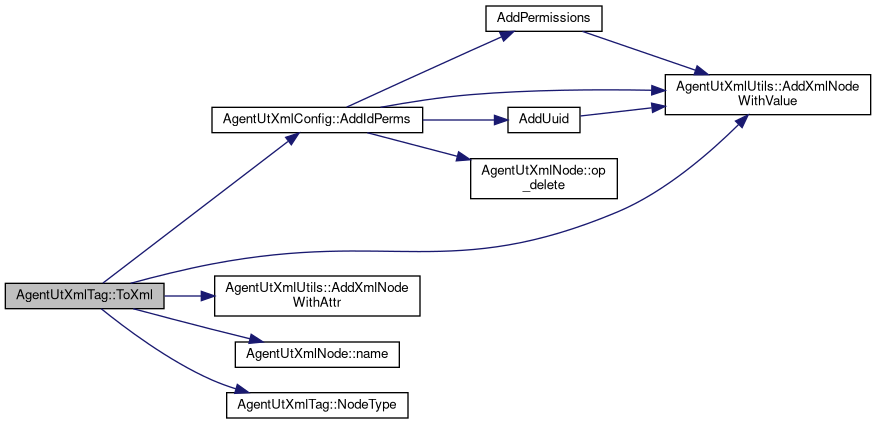 AddPermissions
AgentUtXmlUtils::AddXmlNode
WithValue
AgentUtXmlConfig::AddIdPerms
AddUuid
AgentUtXmlNode::op
_delete
AgentUtXmlTag::ToXml
AgentUtXmlUtils::AddXmlNode
WithAttr
AgentUtXmlNode::name
AgentUtXmlTag::NodeType